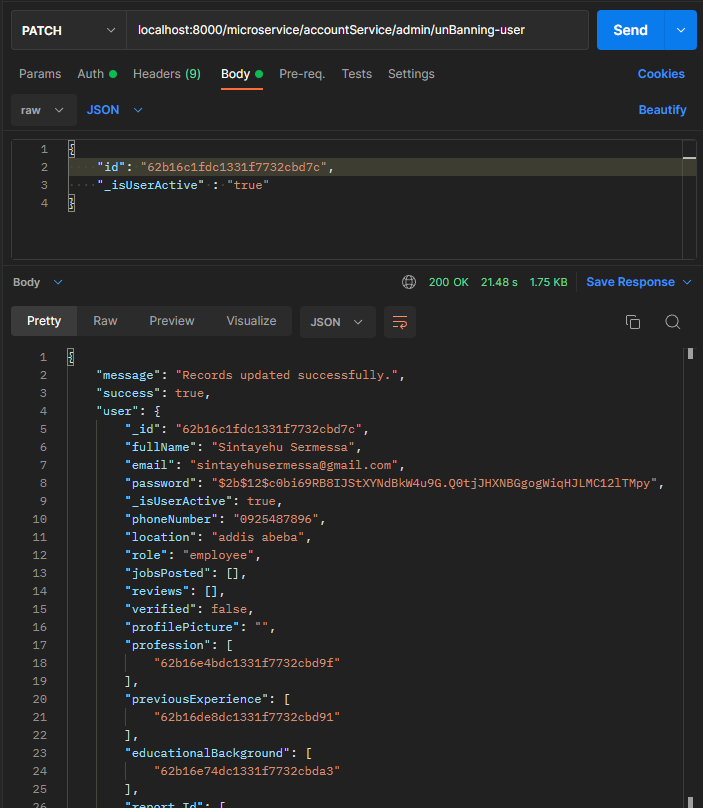 PATCH localhost:8000/microservice/accountService/admin/unBanning-user Send
Params Auth Headers (9) Body Pre-req. Tests Settings Cookies
raw JSON Beautify
1 {
2 "id": "62b16c1fdc1331f7732cbd7c",
3 "_isUserActive" : "true"
4 }
Body 200 OK 21.48 s 1.75 KB Save Response
Pretty Raw Preview Visualize JSON
1 {
2 "message": "Records updated successfully.",
3 "success": true,
4 "user": {
5 "_id": "62b16c1fdc1331f7732cbd7c",
6 "fullName": "Sintayehu Sermessa",
7 "email": "sintayehusermessa@gmail.com",
8 "password": "$2b$12$c0bi69RB8IJStXYNdBkW4u9G.Q0tjJHXNBGgogWiqHJLMC12lTMpy",
9 "_isUserActive": true,
10 "phoneNumber": "0925487896",
11 "location": "addis abeba",
12 "role": "employee",
13 "jobsPosted": [],
14 "reviews": [],
15 "verified": false,
16 "profilePicture": "",
17 "profession": [
18 "62b16e4bdc1331f7732cbd9f"
19 ],
20 "previousExperience": [
21 "62b16de8dc1331f7732cbd91"
22 ],
23 "educationalBackground": [
24 "62b16e74dc1331f7732cbda3"
25 ],
26 "report_Id": [